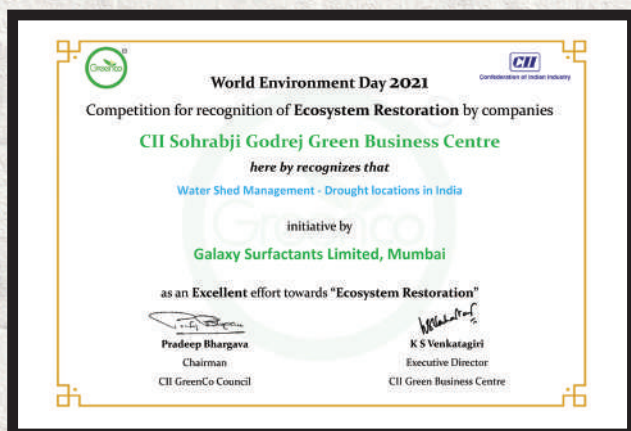 Greenco
CII
Confederation of Indian Industry
World Environment Day 2021
Competition for recognition of Ecosystem Restoration by companies
CII Sohrabji Godrej Green Business Centre
here by recognizes that
Water Shed Management - Drought locations in India
initiative by
Greenco
Galaxy Surfactants Limited, Mumbai
as an Excellent effort towards "Ecosystem Restoration"
Pradeep Bhargava
K S Venkatagiri
Chairman
Executive Director
CII GreenCo Council
CII Green Business Centre